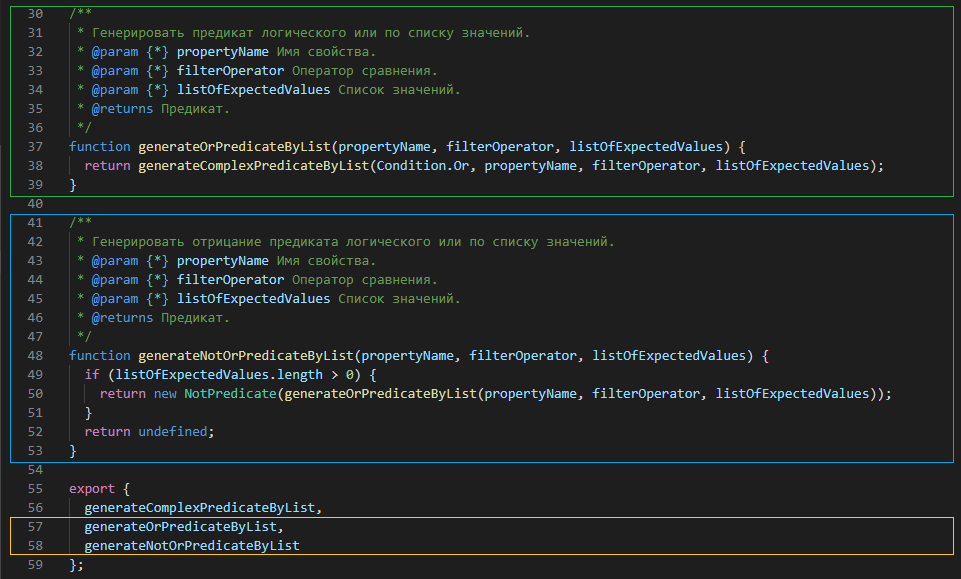 30 /**
31  * Генерировать предикат логического или по списку значений.
32  * @param {*} propertyName Имя свойства.
33  * @param {*} filterOperator Оператор сравнения.
34  * @param {*} listOfExpectedValues Список значений.
35  * @returns Предикат.
36  */
37 function generateOrPredicateByList(propertyName, filterOperator, listOfExpectedValues) {
38   return generateComplexPredicateByList(Condition.Or, propertyName, filterOperator, listOfExpectedValues);
39 }
40
41 /**
42  * Генерировать отрицание предиката логического или по списку значений.
43  * @param {*} propertyName Имя свойства.
44  * @param {*} filterOperator Оператор сравнения.
45  * @param {*} listOfExpectedValues Список значений.
46  * @returns Предикат.
47  */
48 function generateNotOrPredicateByList(propertyName, filterOperator, listOfExpectedValues) {
49   if (listOfExpectedValues.length > 0) {
50     return new NotPredicate(generateOrPredicateByList(propertyName, filterOperator, listOfExpectedValues));
51   }
52   return undefined;
53 }
54
55 export {
56   generateComplexPredicateByList,
57   generateOrPredicateByList,
58   generateNotOrPredicateByList
59 };